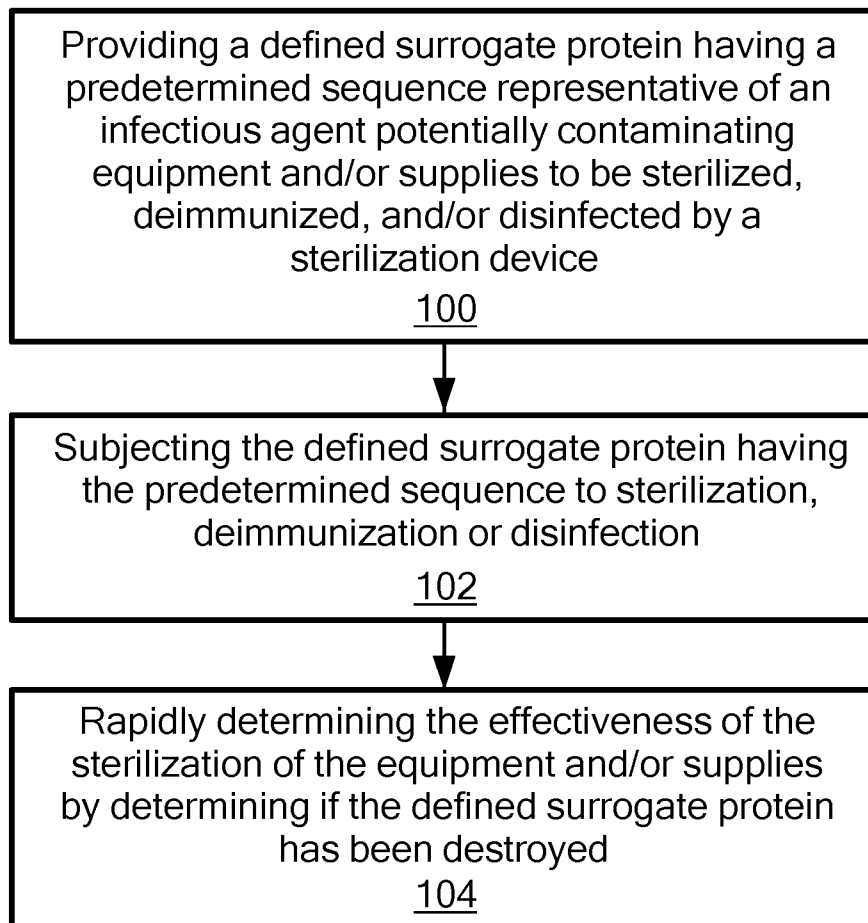 Providing a defined surrogate protein having a
predetermined sequence representative of an
infectious agent potentially contaminating
equipment and/or supplies to be sterilized,
deimmunized, and/or disinfected by a
sterilization device
100
Subjecting the defined surrogate protein having
the predetermined sequence to sterilization,
deimmunization or disinfection
102
Rapidly determining the effectiveness of the
sterilization of the equipment and/or supplies
by determining if the defined surrogate protein
has been destroyed
104